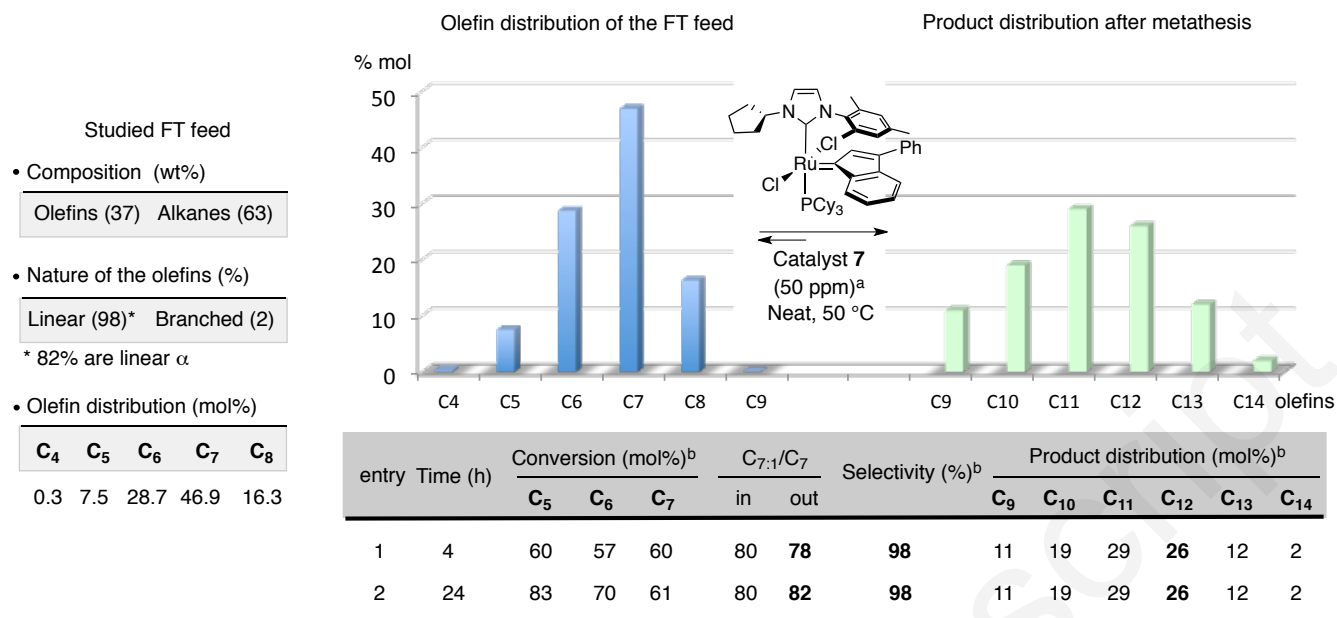 Olefin distribution of the FT feed
Product distribution after metathesis
% mol
50
40
30
20
10
0
C4 C5 C6 C7 C8 C9
C9 C10 C11 C12 C13 C14 olefins
N N
Cl
Ru
Ph
Cl
PCy3
Catalyst 7
(50 ppm)a
Neat, 50 °C
Studied FT feed
• Composition (wt%)
Olefins (37) Alkanes (63)
• Nature of the olefins (%)
Linear (98)* Branched (2)
* 82% are linear α
• Olefin distribution (mol%)
C4 C5 C6 C7 C8
0.3 7.5 28.7 46.9 16.3
entry Time (h) Conversion (mol%)b C7:1/C7 Selectivity (%)b Product distribution (mol%)b
C5 C6 C7 in out C9 C10 C11 C12 C13 C14
1 4 60 57 60 80 78 98 11 19 29 26 12 2
2 24 83 70 61 80 82 98 11 19 29 26 12 2
script